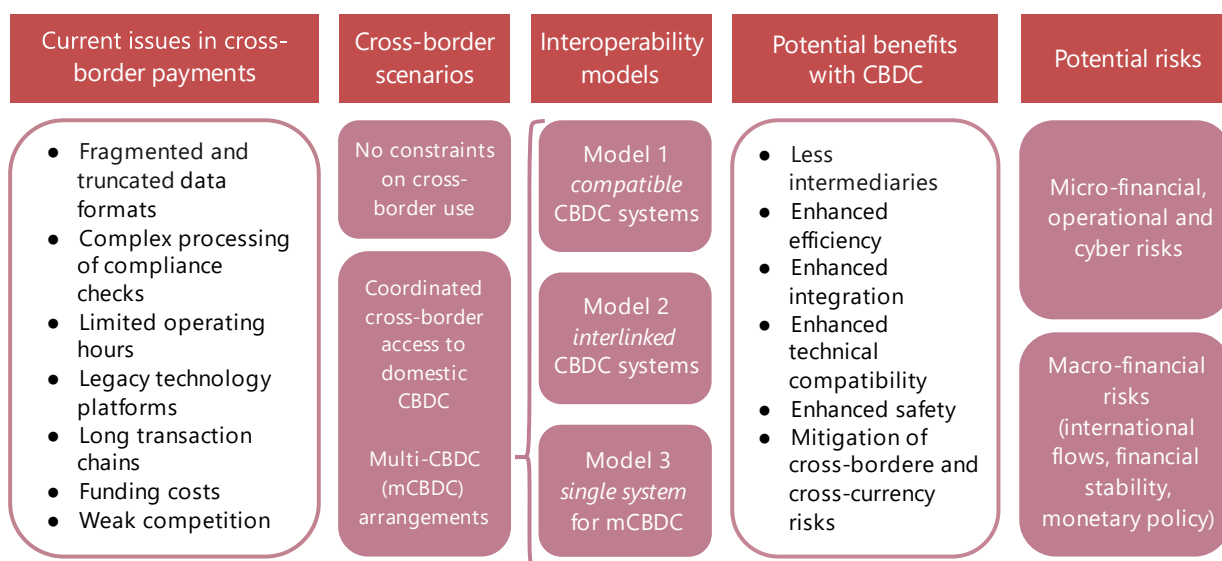 Current issues in cross-
border payments
● Fragmented and
truncated data
formats
● Complex processing
of compliance
checks
● Limited operating
hours
● Legacy technology
platforms
● Long transaction
chains
● Funding costs
● Weak competition
Cross-border
scenarios
No constraints
on cross-
border use
Coordinated
cross-border
access to
domestic
CBDC
Multi-CBDC
(mCBDC)
arrangements
Interoperability
models
Model 1
compatible
CBDC systems
Model 2
interlinked
CBDC systems
Model 3
single system
for mCBDC
Potential benefits
with CBDC
● Less
intermediaries
● Enhanced
efficiency
● Enhanced
integration
● Enhanced
technical
compatibility
● Enhanced safety
● Mitigation of
cross-bordere and
cross-currency
risks
Potential risks
Micro-financial,
operational and
cyber risks
Macro-financial
risks
(international
flows, financial
stability,
monetary policy)